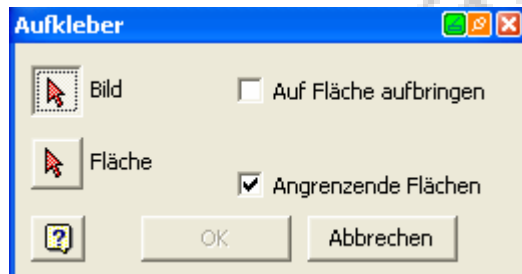 Aufkleber
Bild
Auf Fläche aufbringen
Fläche
Angrenzende Flächen
?
OK
Abbrechen